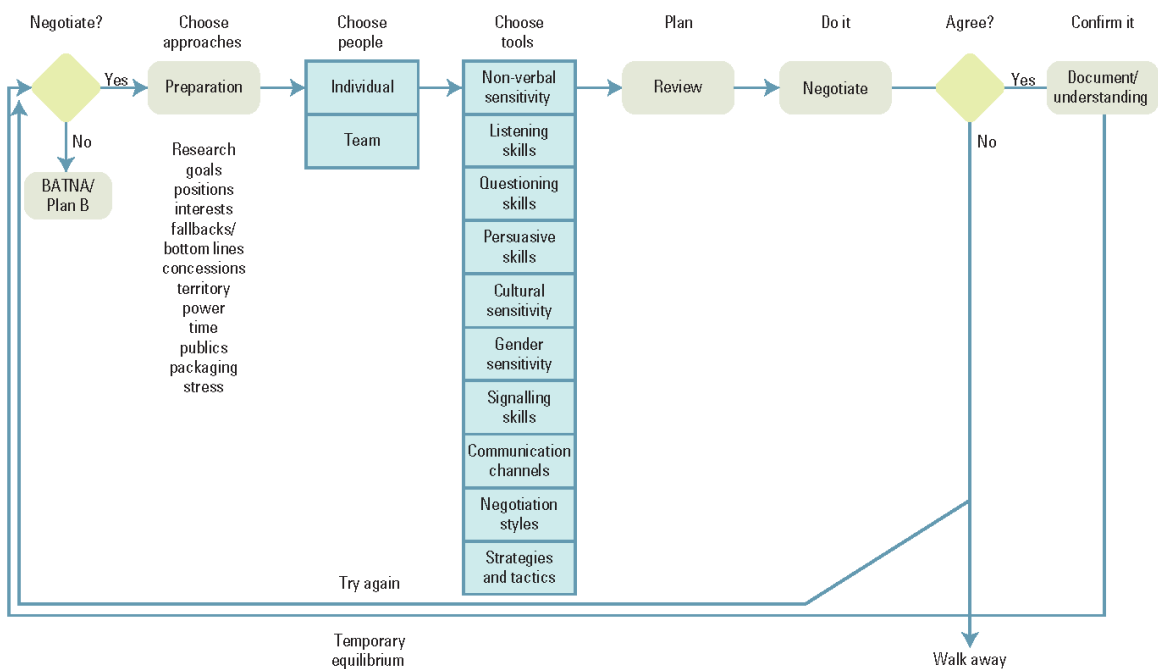 Negotiate?
Choose
approaches
Choose
people
Choose
tools
Plan
Do it
Agree?
Confirm it
Yes
Preparation
Individual
Team
Non-verbal
sensitivity
Review
Negotiate
Yes
Document/
understanding
No
BATNA/
Plan B
Research
goals
positions
interests
fallbacks/
bottom lines
concessions
territory
power
time
publics
packaging
stress
Listening
skills
Questioning
skills
Persuasive
skills
Cultural
sensitivity
Gender
sensitivity
Signalling
skills
Communication
channels
Negotiation
styles
Strategies
and tactics
No
Try again
Temporary
equilibrium
Walk away